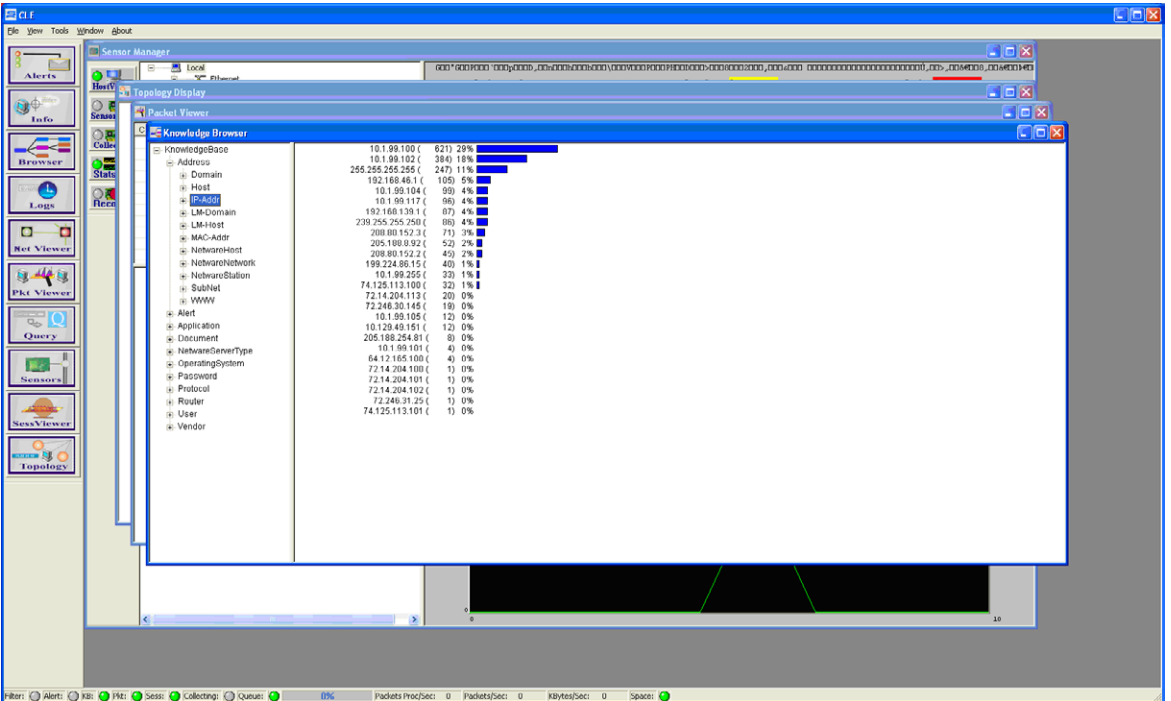 CLE
File View Tools Window About
Alerts
Info
Browser
Logs
Net Viewer
Pkt Viewer
Query
Sensors
SessViewer
Topology
Sensor Manager
Local
Ethernet
Topology Display
Packet Viewer
Knowledge Browser
KnowledgeBase
Address
Domain
Host
IP-Addr
LM-Domain
LM-Host
MAC-Addr
NetwareHost
NetwareNetwork
NetwareStation
SubNet
WWW
Alert
Application
Document
NetwareServerType
OperatingSystem
Password
Protocol
Router
User
Vendor
10.1.99.100 ( 621) 29%
10.1.99.102 ( 384) 18%
255.255.255.255 ( 247) 11%
192.168.46.1 ( 105) 5%
10.1.99.104 ( 99) 4%
10.1.99.117 ( 96) 4%
192.168.139.1 ( 87) 4%
239.255.255.250 ( 86) 4%
208.80.152.3 ( 71) 3%
205.188.8.92 ( 52) 2%
208.80.152.2 ( 45) 2%
199.224.86.15 ( 40) 1%
10.1.99.255 ( 33) 1%
74.125.113.100 ( 32) 1%
72.14.204.113 ( 20) 0%
72.246.30.145 ( 19) 0%
10.1.99.105 ( 12) 0%
10.129.49.151 ( 12) 0%
205.188.254.81 ( 8) 0%
10.1.99.101 ( 4) 0%
64.12.165.100 ( 4) 0%
72.14.204.100 ( 1) 0%
72.14.204.101 ( 1) 0%
72.14.204.102 ( 1) 0%
72.246.31.25 ( 1) 0%
74.125.113.101 ( 1) 0%
0
0 10
Filter: Alert: KB: Pkt: Sess: Collecting: Queue: 0% Packets Proc/Sec: 0 Packets/Sec: 0 KBytes/Sec: 0 Space: